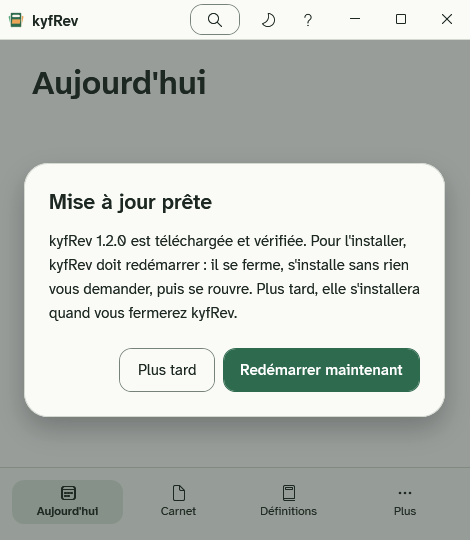 kyfRev
?
Aujourd'hui
Mise à jour prête
kyfRev 1.2.0 est téléchargée et vérifiée. Pour l'installer,
kyfRev doit redémarrer : il se ferme, s'installe sans rien
vous demander, puis se rouvre. Plus tard, elle s'installera
quand vous fermerez kyfRev.
Plus tard
Redémarrer maintenant
Aujourd'hui
Carnet
Définitions
Plus